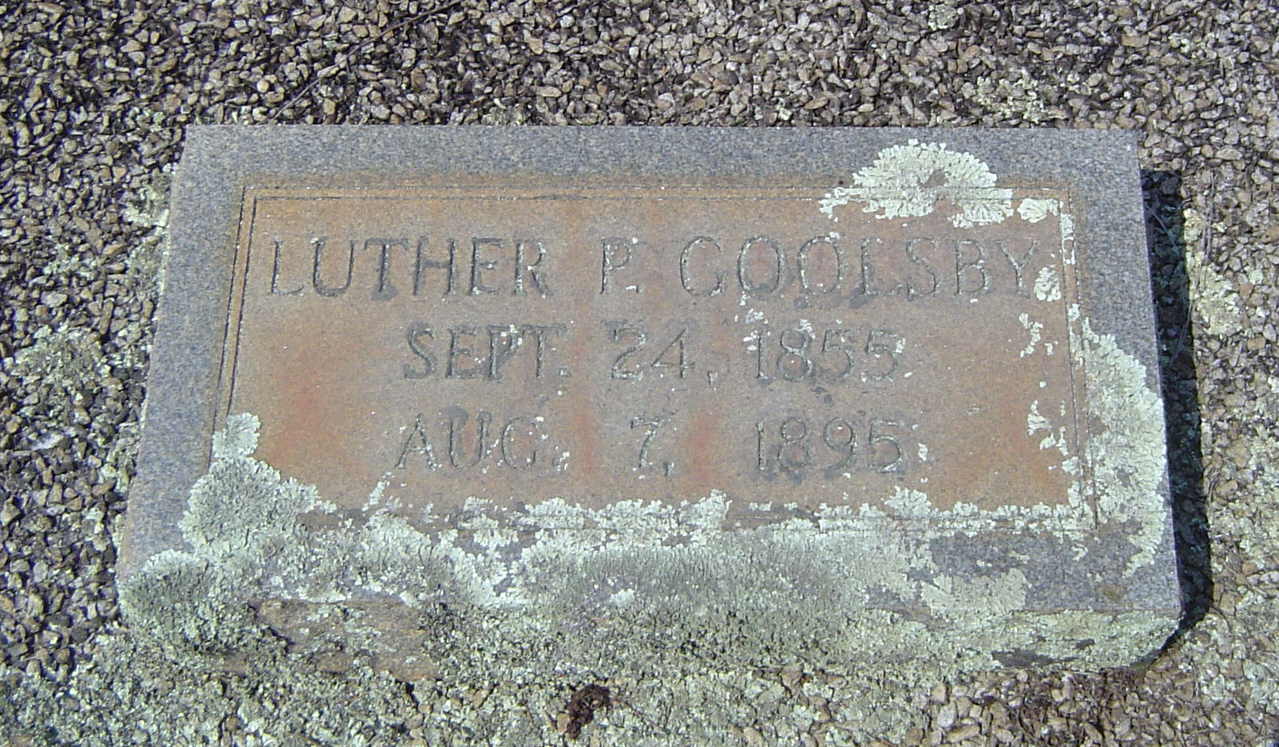 LUTHER P. GOOLSBY
SEPT. 24, 1855
AUG. 7, 1895